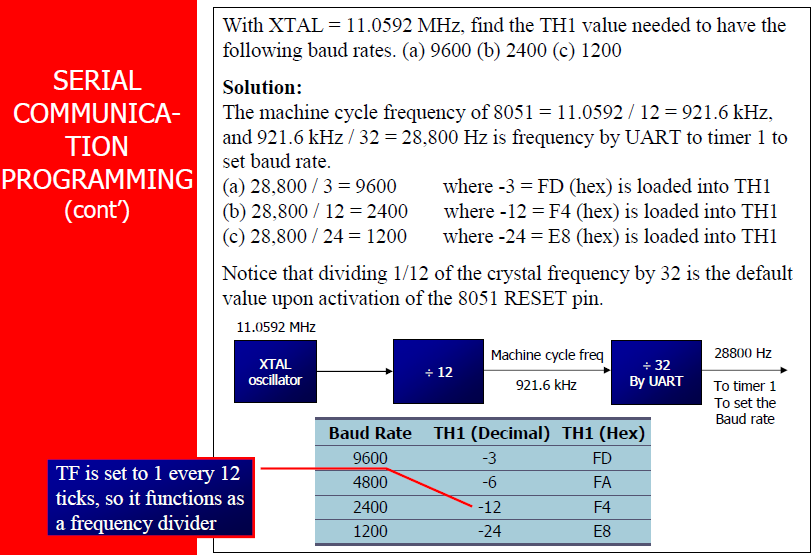 SERIAL
COMMUNICA-
TION
PROGRAMMING
(cont’)
With XTAL = 11.0592 MHz, find the TH1 value needed to have the
following baud rates. (a) 9600 (b) 2400 (c) 1200
Solution:
The machine cycle frequency of 8051 = 11.0592 / 12 = 921.6 kHz,
and 921.6 kHz / 32 = 28,800 Hz is frequency by UART to timer 1 to
set baud rate.
(a) 28,800 / 3 = 9600 where -3 = FD (hex) is loaded into TH1
(b) 28,800 / 12 = 2400 where -12 = F4 (hex) is loaded into TH1
(c) 28,800 / 24 = 1200 where -24 = E8 (hex) is loaded into TH1
Notice that dividing 1/12 of the crystal frequency by 32 is the default
value upon activation of the 8051 RESET pin.
11.0592 MHz
XTAL
oscillator
÷ 12
Machine cycle freq
921.6 kHz
÷ 32
By UART
28800 Hz
To timer 1
To set the
Baud rate
Baud Rate TH1 (Decimal) TH1 (Hex)
9600 -3 FD
4800 -6 FA
2400 -12 F4
1200 -24 E8
TF is set to 1 every 12
ticks, so it functions as
a frequency divider